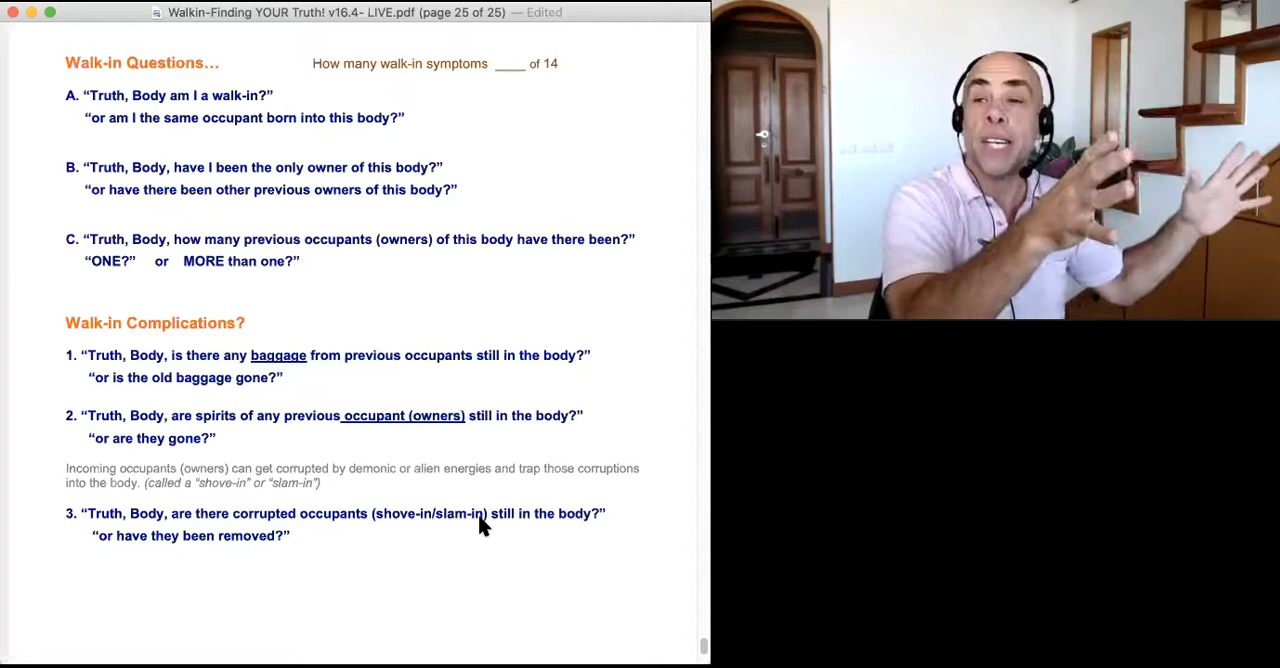 Walkin-Finding YOUR Truth! v16.4- LIVE.pdf (page 25 of 25) — Edited
Walk-in Questions…
How many walk-in symptoms ____ of 14
A. “Truth, Body am I a walk-in?”
“or am I the same occupant born into this body?”
B. “Truth, Body, have I been the only owner of this body?”
“or have there been other previous owners of this body?”
C. “Truth, Body, how many previous occupants (owners) of this body have there been?”
“ONE?” or MORE than one?”
Walk-in Complications?
1. “Truth, Body, is there any baggage from previous occupants still in the body?”
“or is the old baggage gone?”
2. “Truth, Body, are spirits of any previous occupant (owners) still in the body?”
“or are they gone?”
Incoming occupants (owners) can get corrupted by demonic or alien energies and trap those corruptions
into the body. (called a “shove-in” or “slam-in”)
3. “Truth, Body, are there corrupted occupants (shove-in/slam-in) still in the body?”
“or have they been removed?”